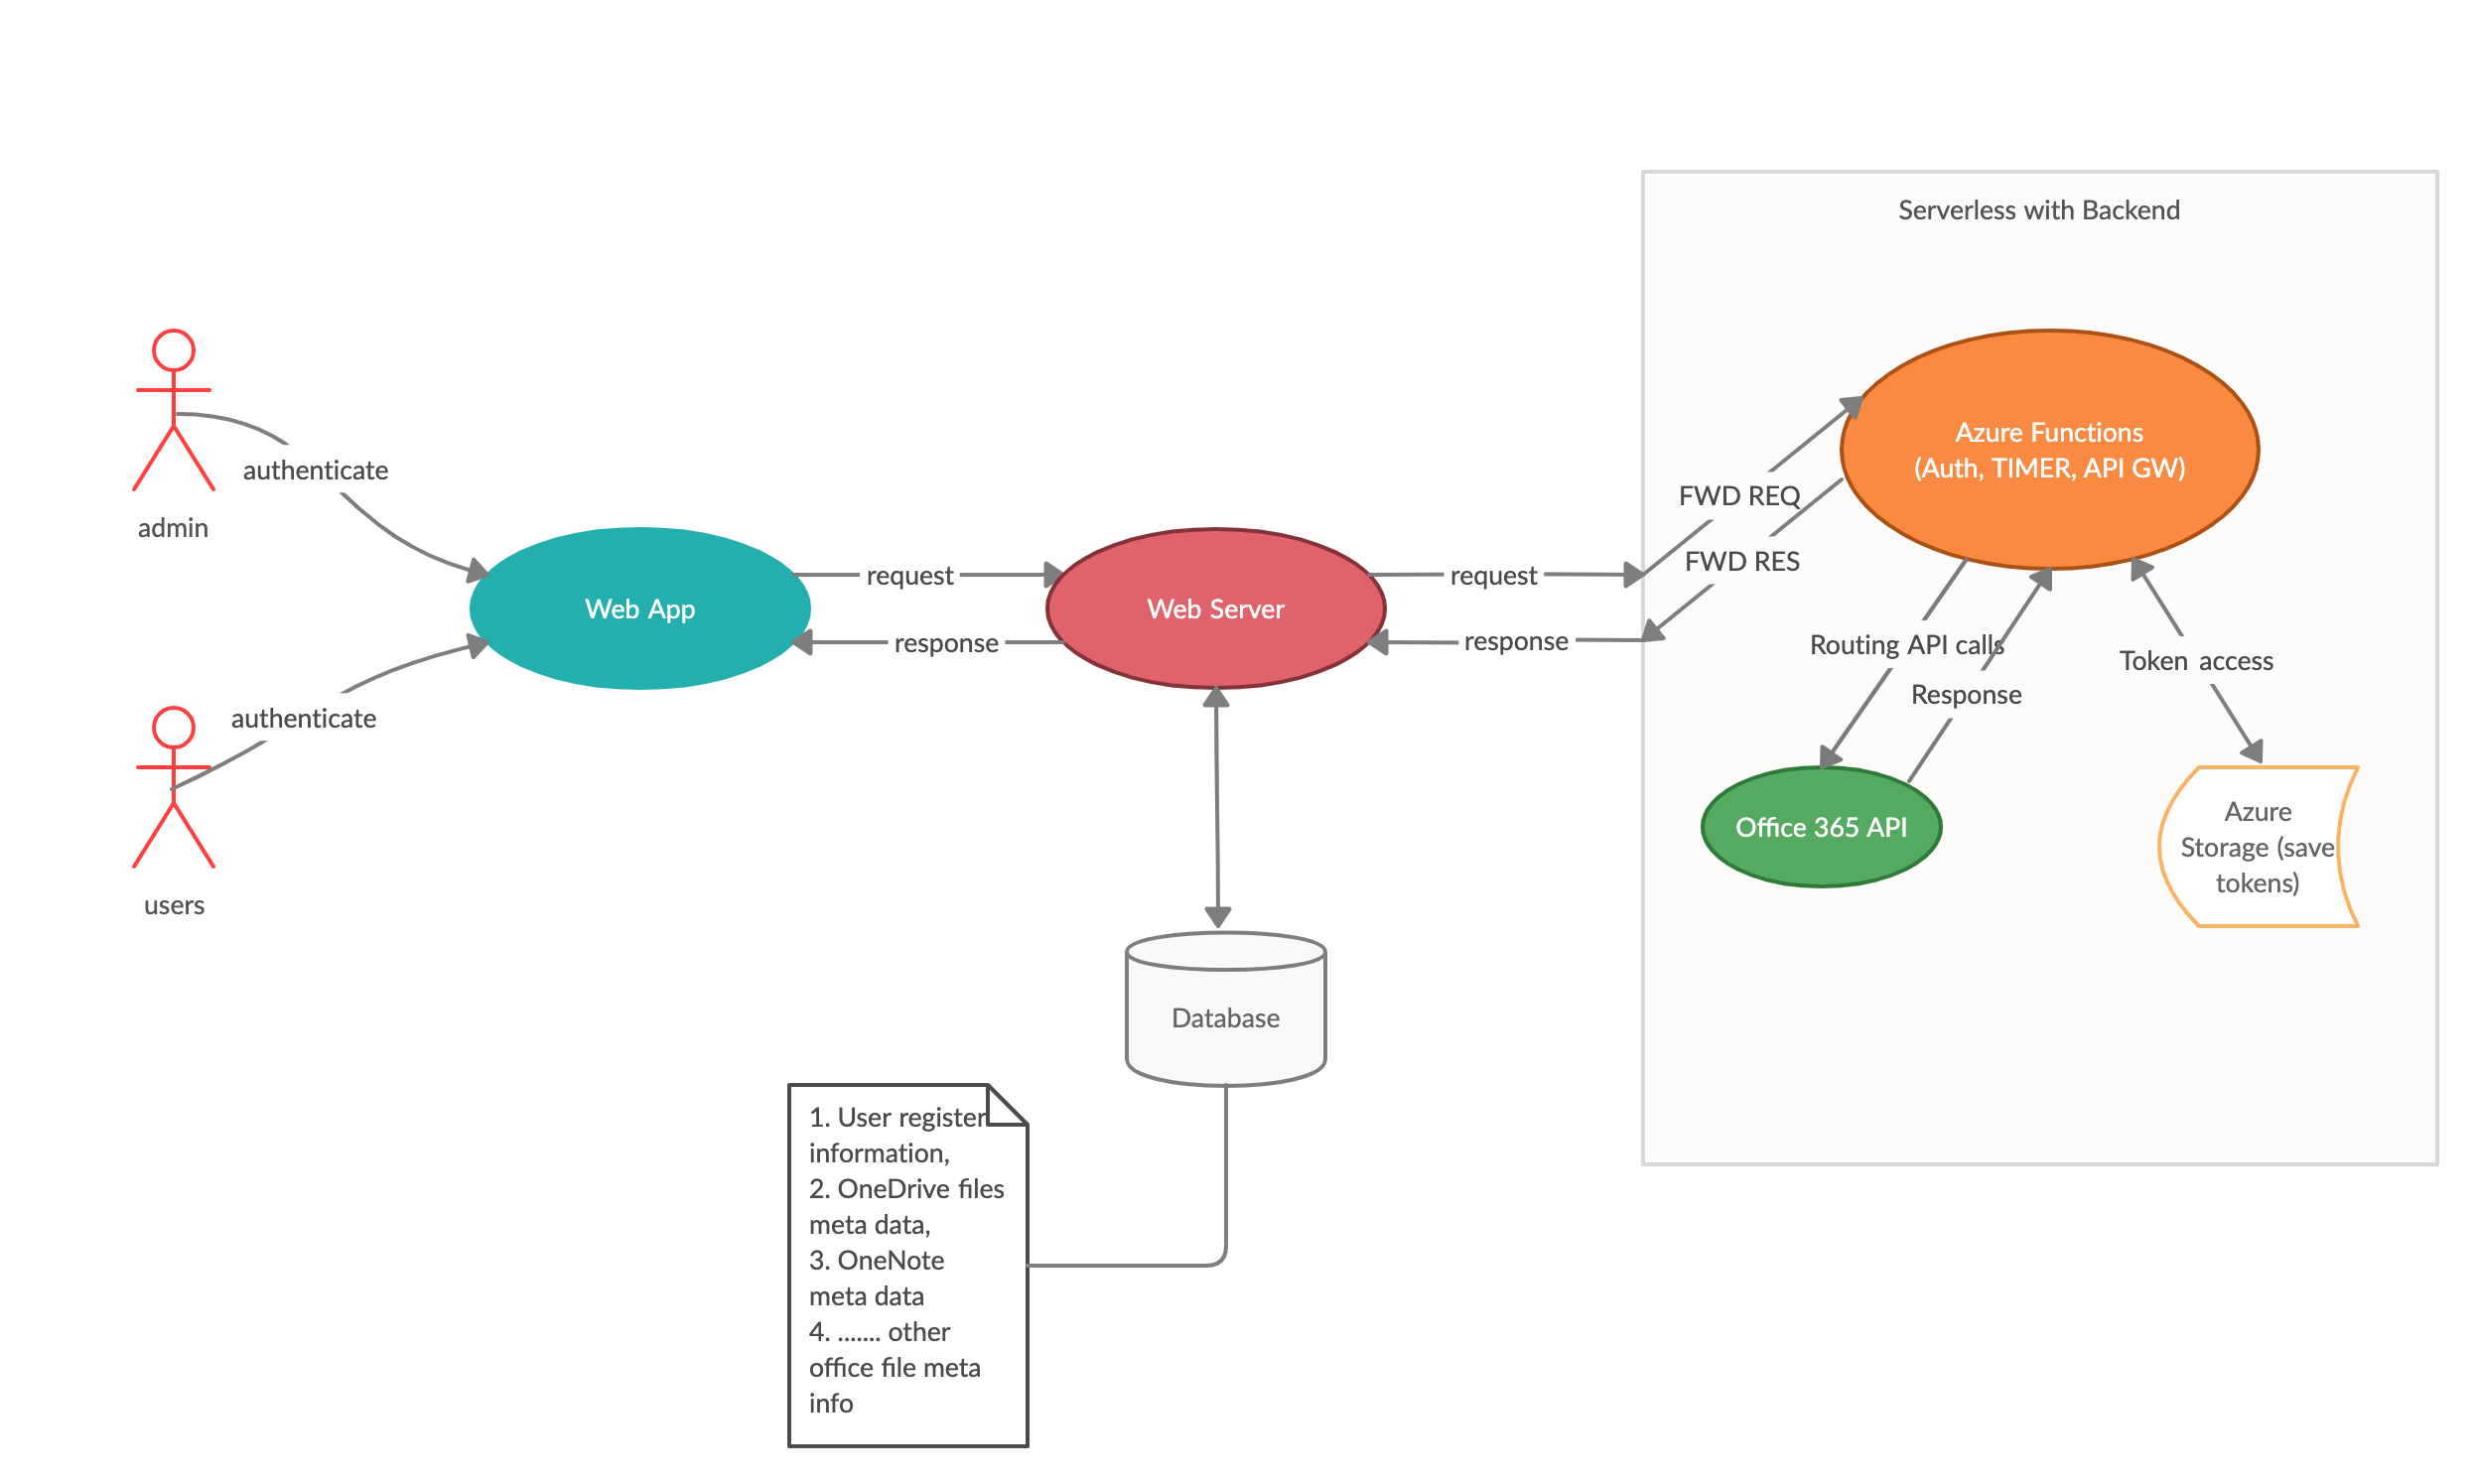 Serverless with Backend
Azure Functions
(Auth, TIMER, API GW)
authenticate
admin
FWD REQ
FWD RES
request
request
Web App
Web Server
response
response
Routing API calls
Token access
Response
authenticate
users
Office 365 API
Azure
Storage (save
tokens)
Database
1. User register
information,
2. OneDrive files
meta data,
3. OneNote
meta data
4. ....... other
office file meta
info